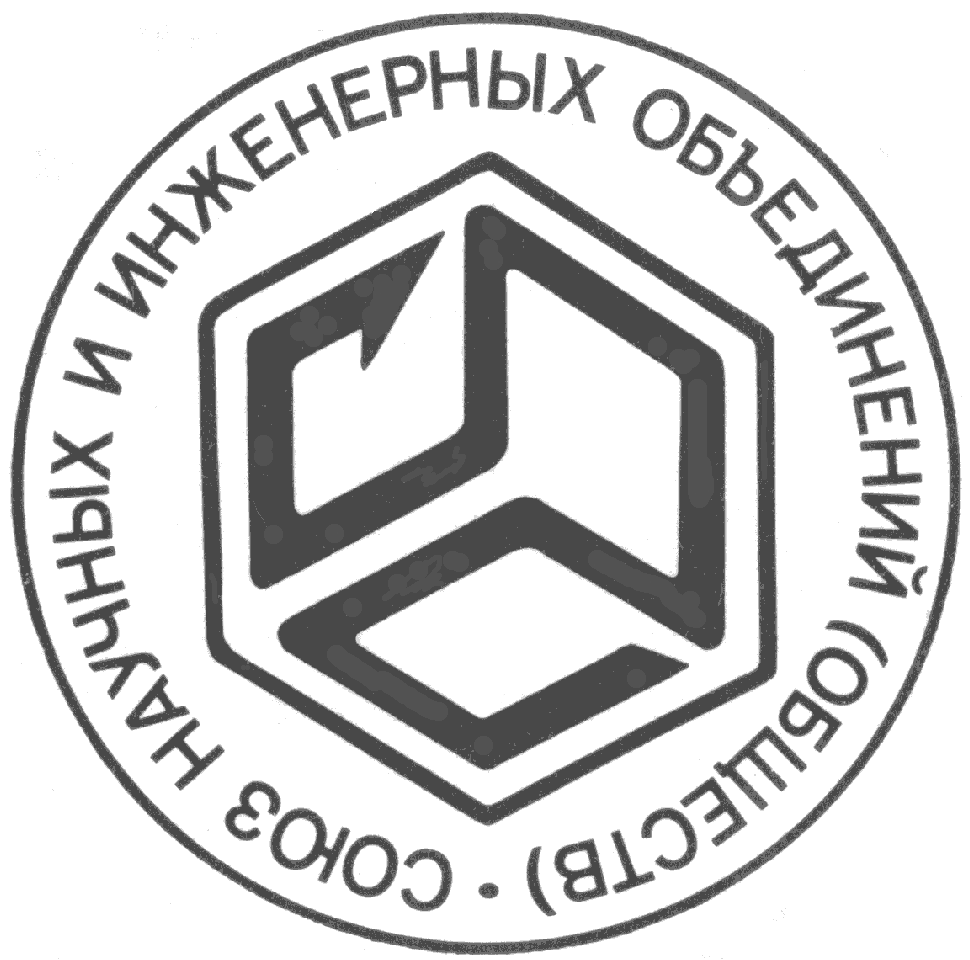 СОЮЗ НАУЧНЫХ И ИНЖЕНЕРНЫХ ОБЪЕДИНЕНИЙ (ОБЩЕСТВ) •